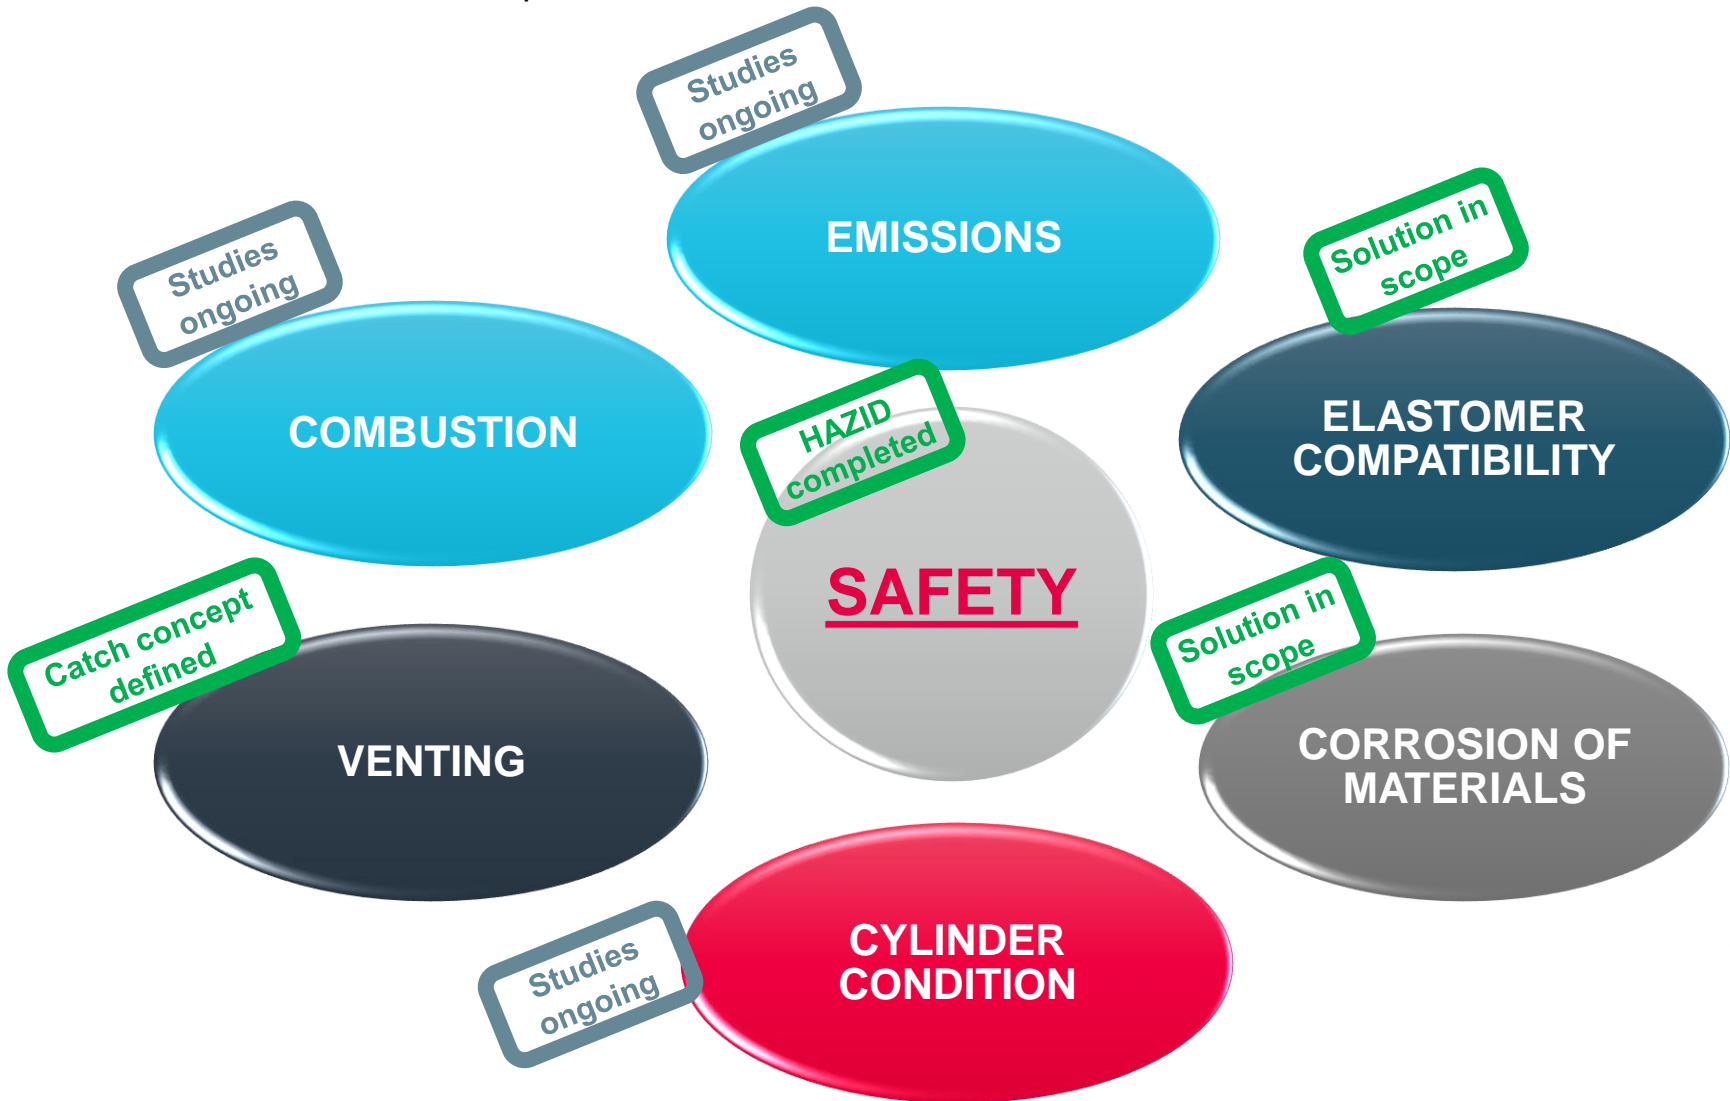 Studies
ongoing
EMISSIONS
Studies
ongoing
COMBUSTION
Solution in
scope
ELASTOMER
COMPATIBILITY
HAZID
completed
SAFETY
Catch concept
defined
VENTING
Solution in
scope
CORROSION OF
MATERIALS
Studies
ongoing
CYLINDER
CONDITION